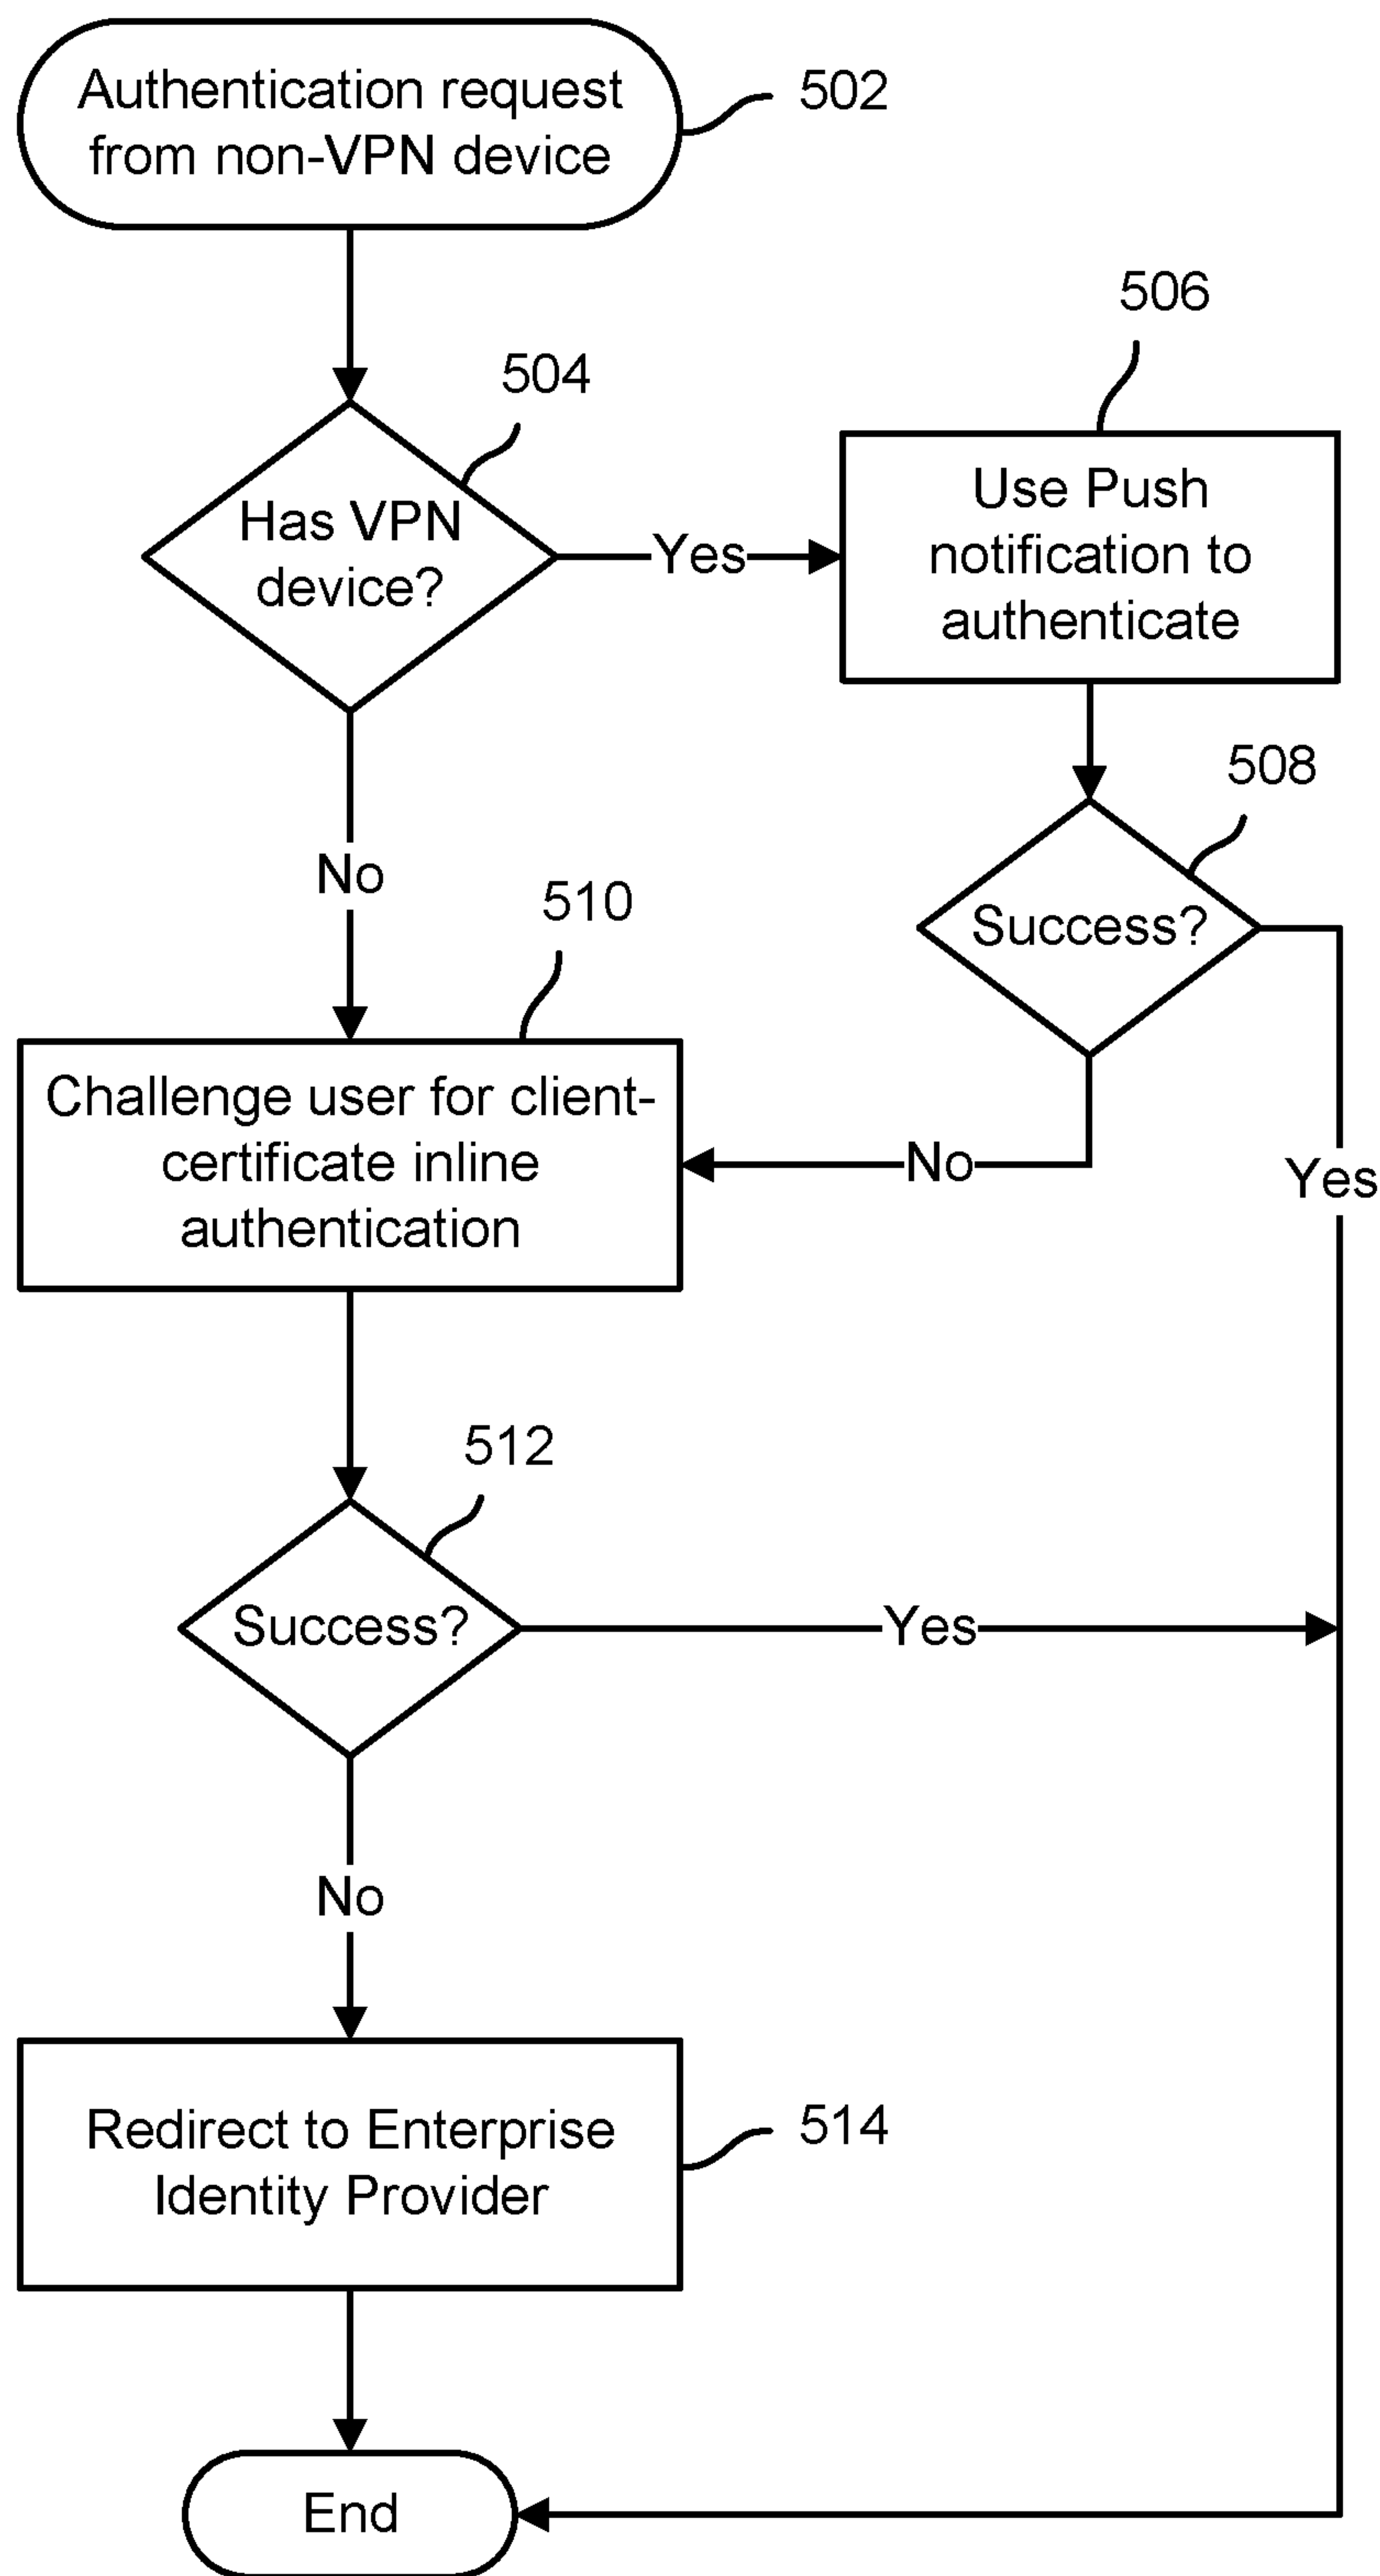 Authentication request
from non-VPN device
502
504
Has VPN
device?
Yes
506
Use Push
notification to
authenticate
508
Success?
No
Yes
No
510
Challenge user for client-
certificate inline
authentication
512
Success?
Yes
No
Redirect to Enterprise
Identity Provider
514
End